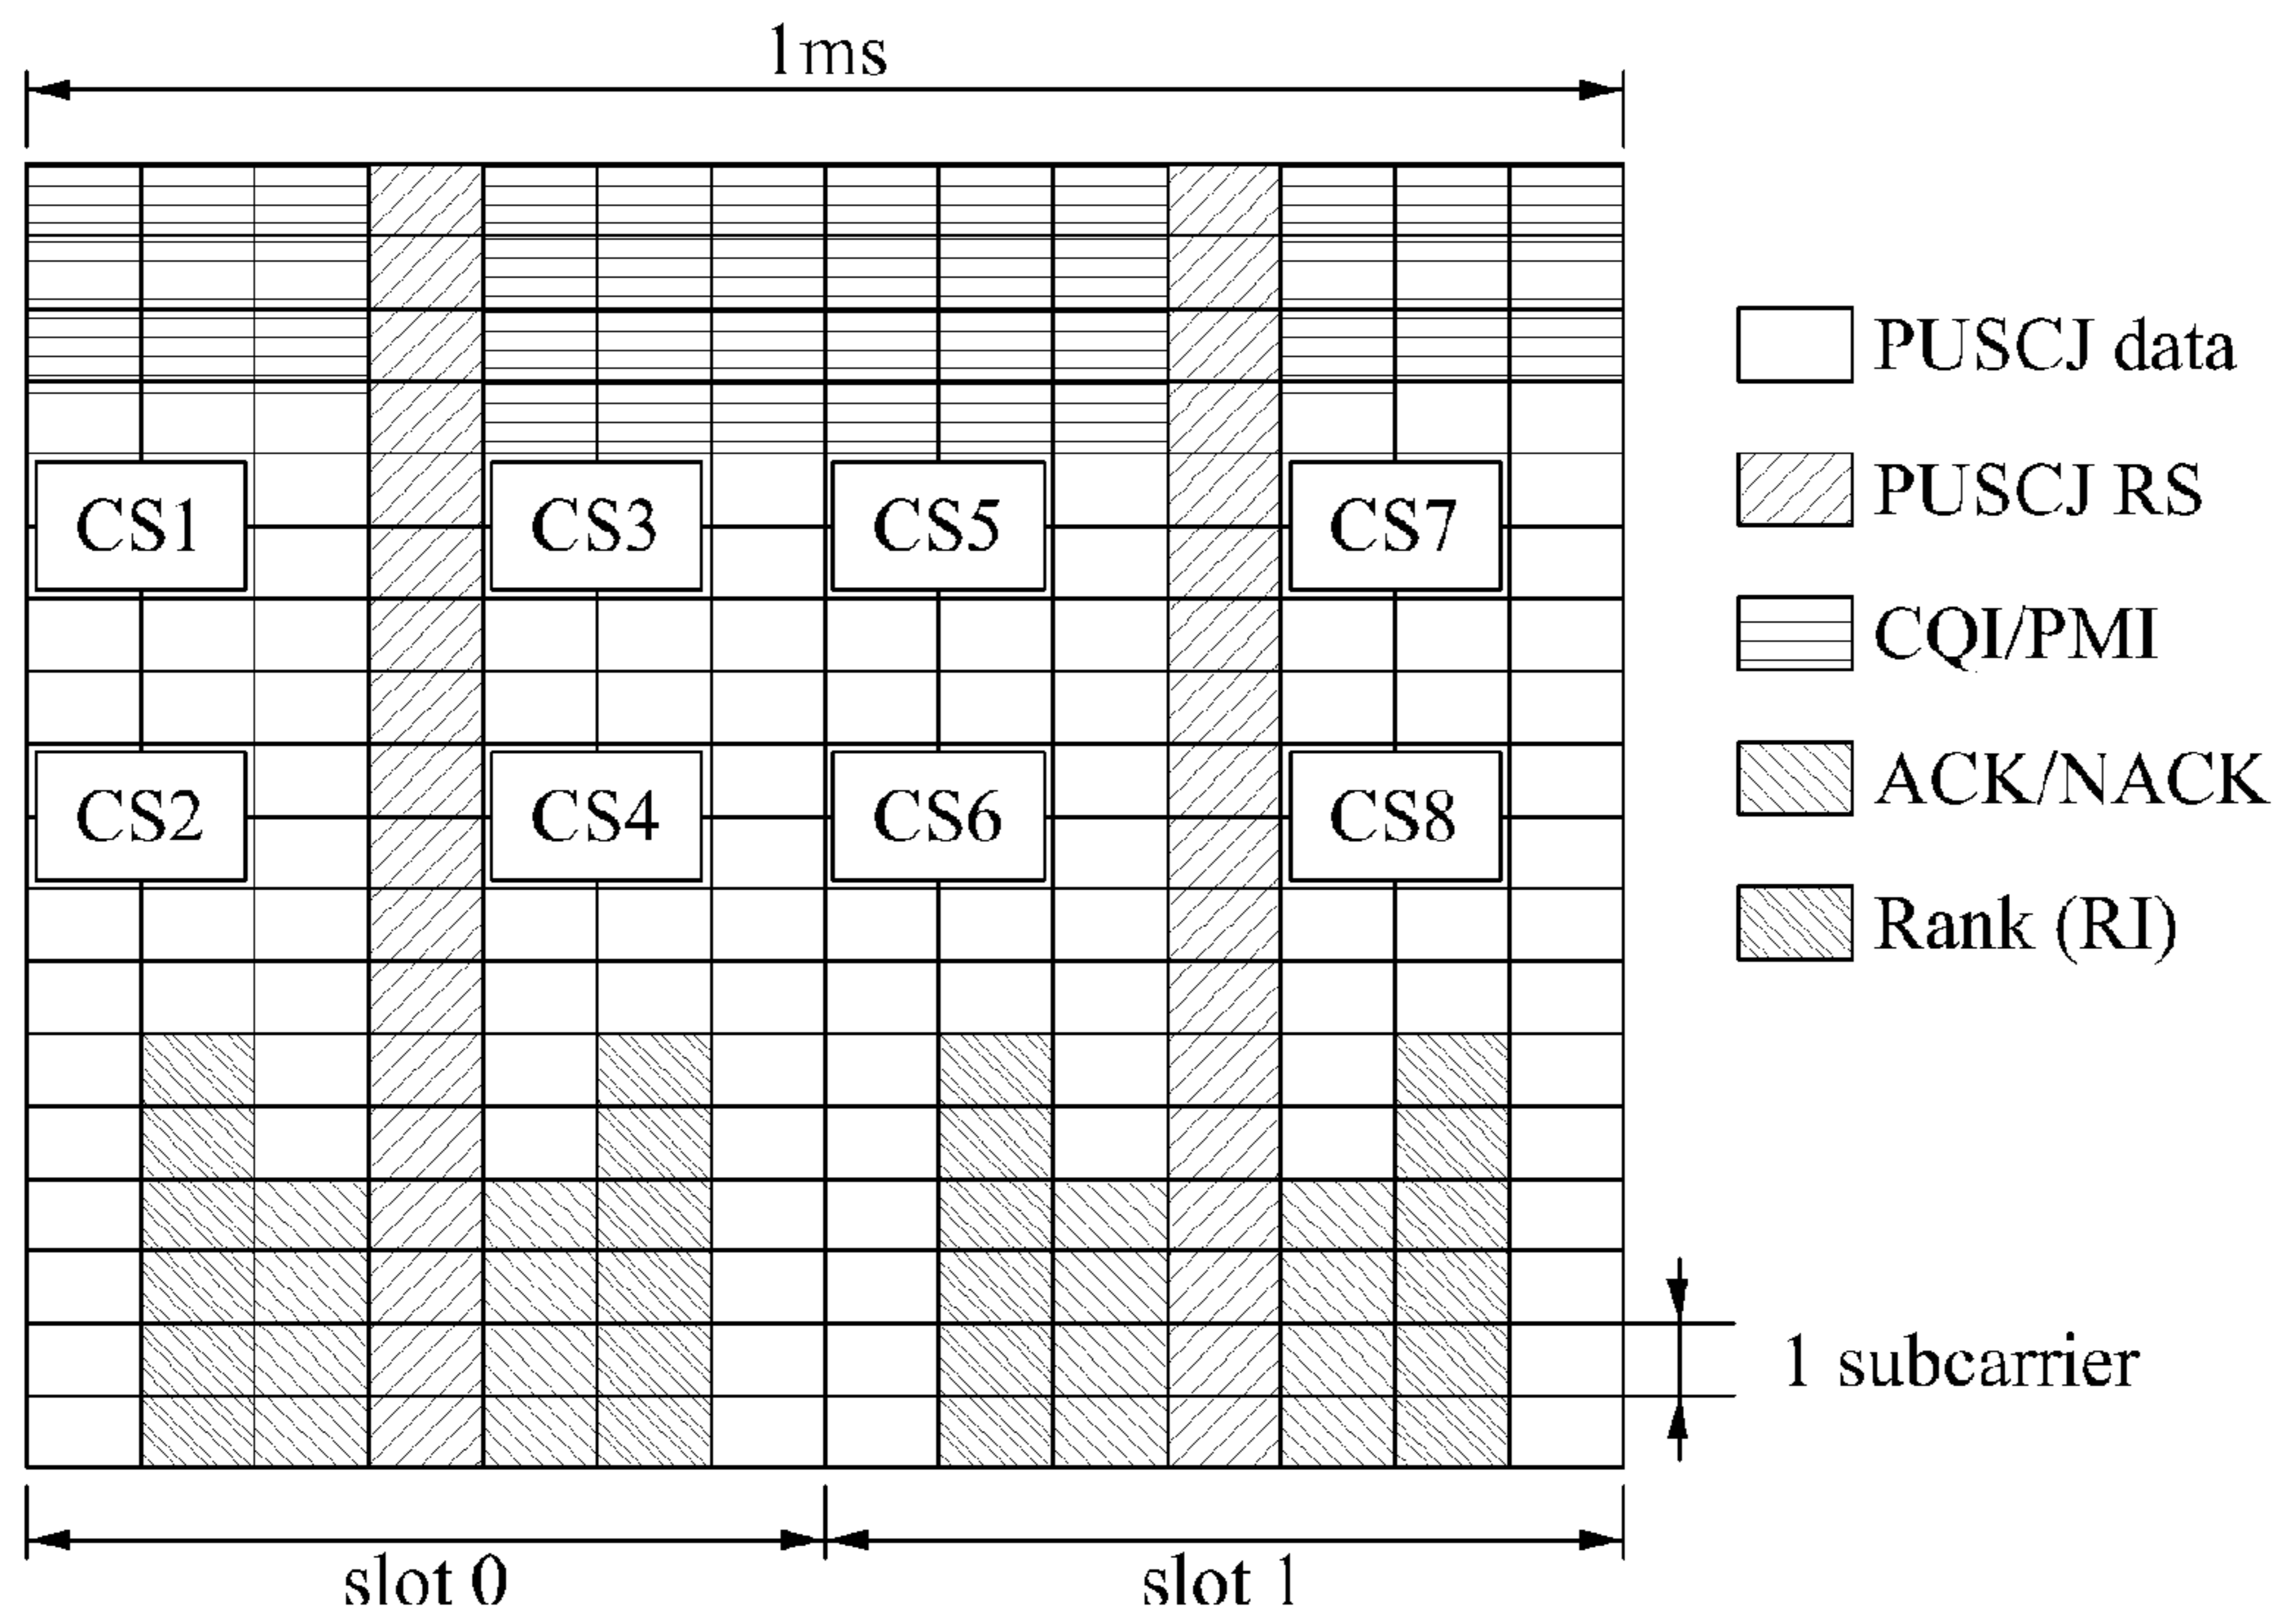 1ms
PUSCJ data
PUSCJ RS
CQI/PMI
ACK/NACK
Rank (RI)
CS1 CS3 CS5 CS7
CS2 CS4 CS6 CS8
1 subcarrier
slot 0 slot 1